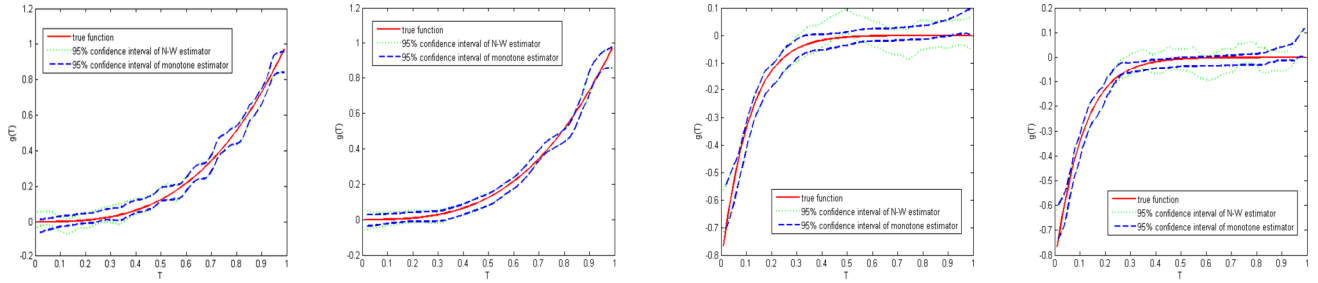 1.2
1
0.8
0.6
0.4
0.2
0
-0.2
g(T)
true function
95% confidence interval of N-W estimator
95% confidence interval of monotone estimator
0 0.1 0.2 0.3 0.4 0.5 0.6 0.7 0.8 0.9 1
T
1.2
1
0.8
0.6
0.4
0.2
0
-0.2
g(T)
true function
95% confidence interval of N-W estimator
95% confidence interval of monotone estimator
0 0.1 0.2 0.3 0.4 0.5 0.6 0.7 0.8 0.9 1
T
0.1
0
-0.1
-0.2
-0.3
-0.4
-0.5
-0.6
-0.7
-0.8
g(T)
true function
95% confidence interval of N-W estimator
95% confidence interval of monotone estimator
0 0.1 0.2 0.3 0.4 0.5 0.6 0.7 0.8 0.9 1
T
0.2
0.1
0
-0.1
-0.2
-0.3
-0.4
-0.5
-0.6
-0.7
-0.8
g(T)
true function
95% confidence interval of N-W estimator
95% confidence interval of monotone estimator
0 0.1 0.2 0.3 0.4 0.5 0.6 0.7 0.8 0.9 1
T